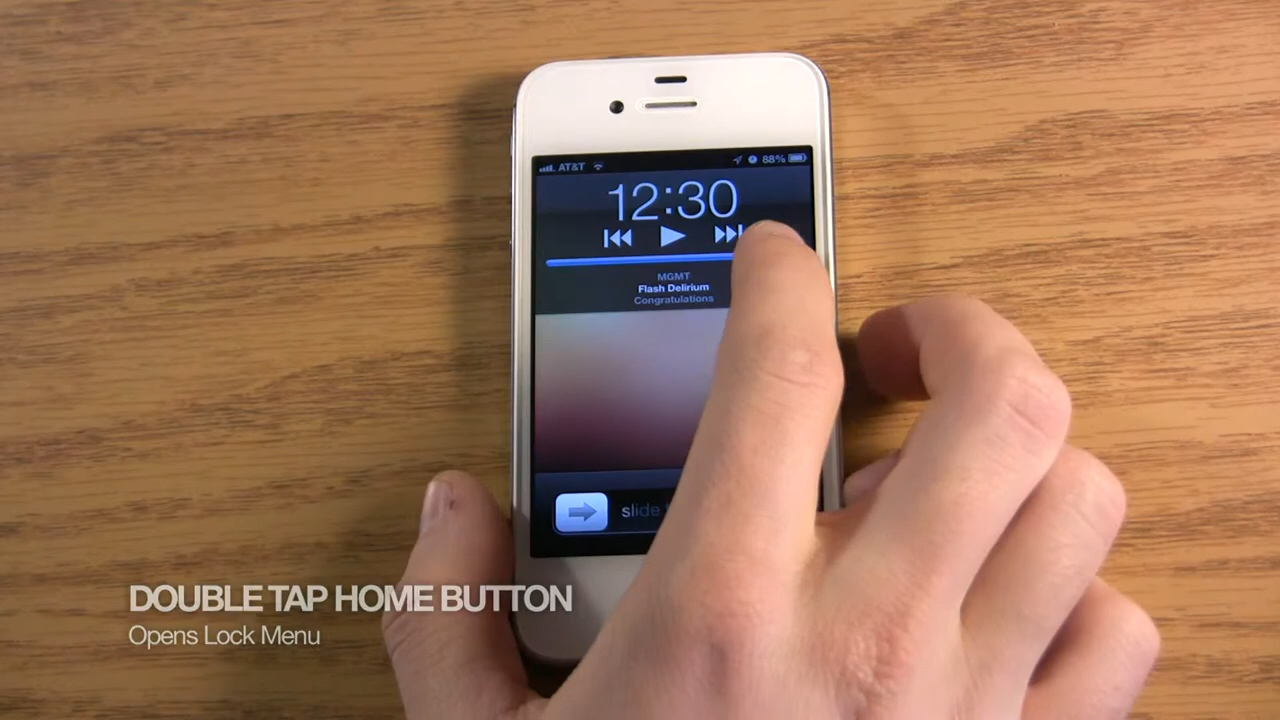 AT&T 88%
12:30
MGMT
Flash Delirium
Congratulations
slide
DOUBLE TAP HOME BUTTON
Opens Lock Menu